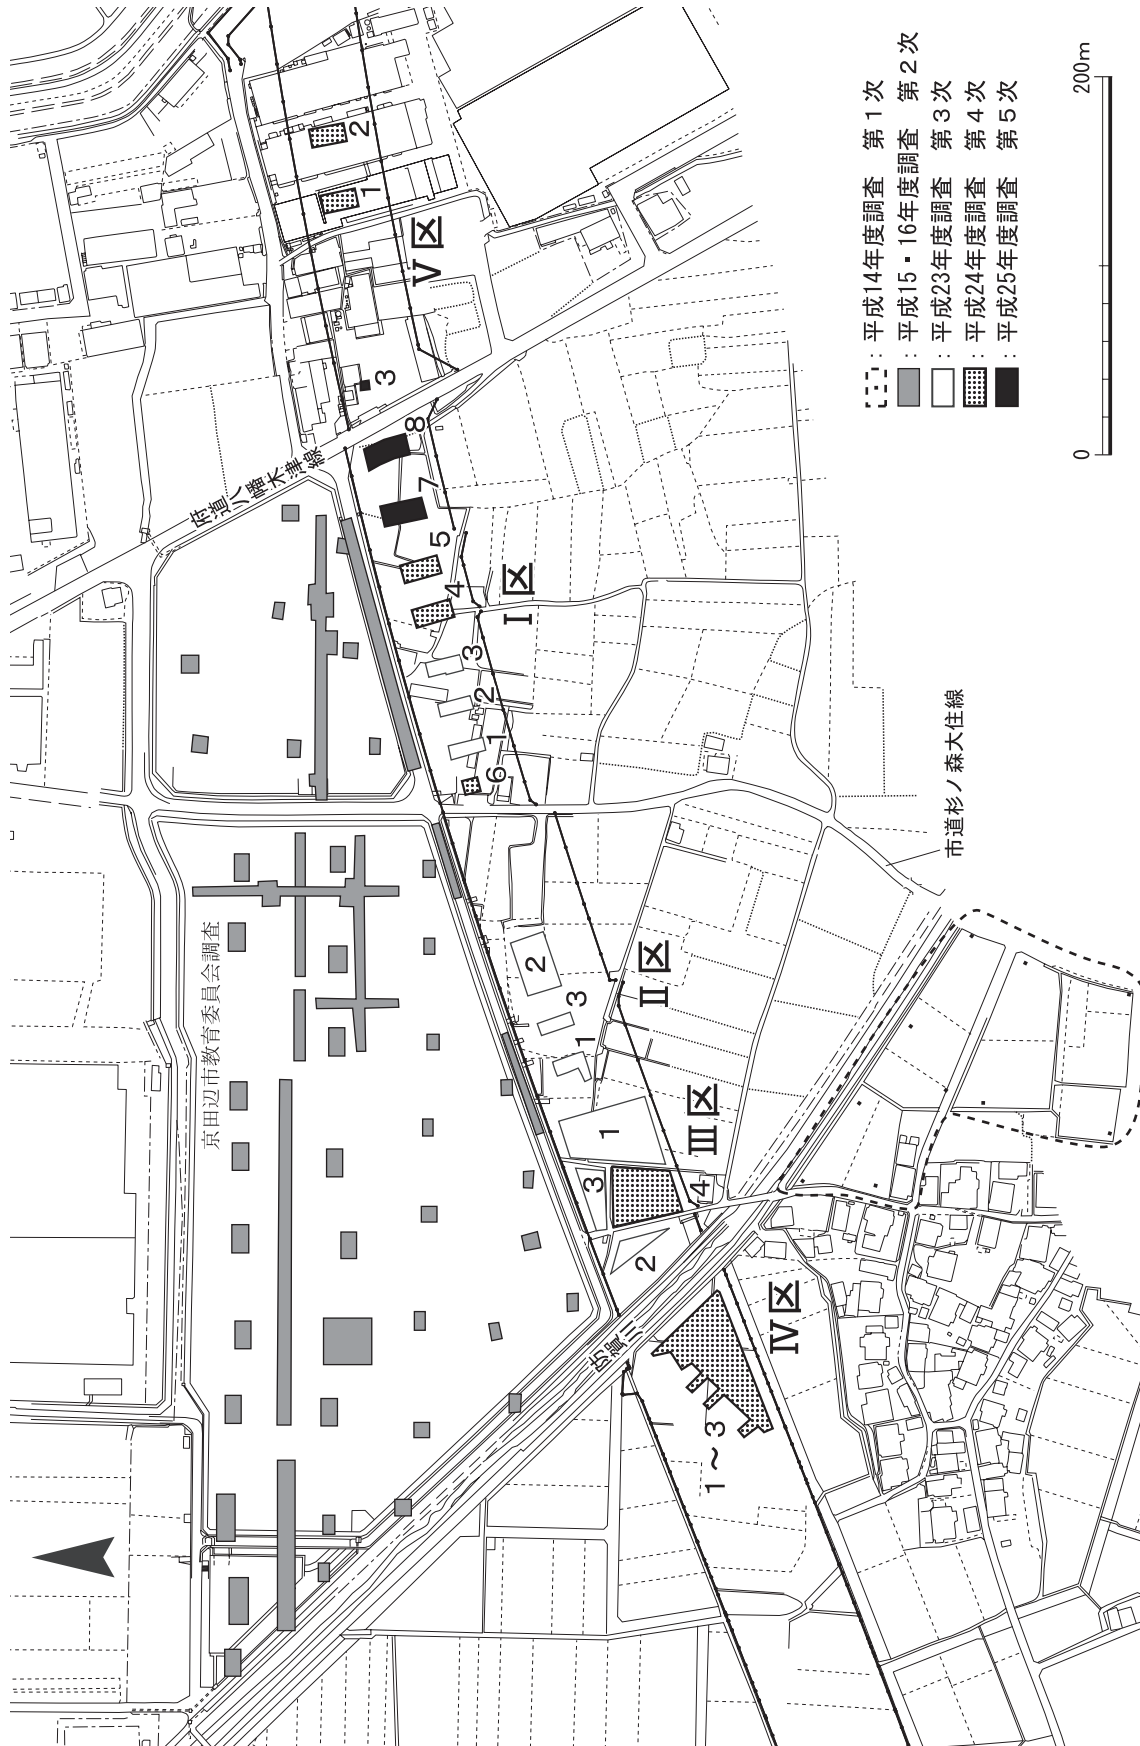 京田辺市教育委員会調査
府道八幡木津線
防賀川
市道杉ノ森大住線
Ⅰ区
1
2
3
4
5
6
7
8
Ⅱ区
1
2
3
Ⅲ区
1
2
3
4
Ⅳ区
1～3
Ⅴ区
1
2
3
：平成14年度調査 第1次
：平成15・16年度調査 第2次
：平成23年度調査 第3次
：平成24年度調査 第4次
：平成25年度調査 第5次
0 200m